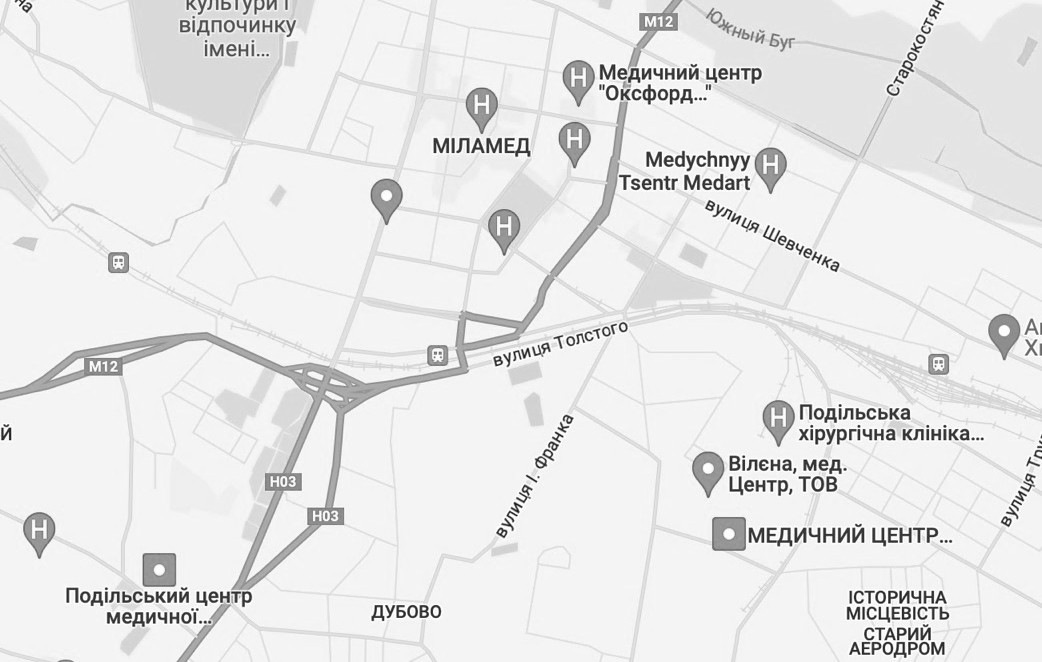 на
культури і
відпочинку
імені...
M12
Южный Буг
Старокостян
Медичний центр
"Оксфорд..."
МІЛАМЕД
Medychnyy
Tsentr Medart
вулиця Шевченка
вулиця Толстого
M12
Й
Подільська
хірургічна клініка...
вулиця І. Франка
Вілєна, мед.
Центр, ТОВ
H03
H03
вулиця Тру
МЕДИЧНИЙ ЦЕНТР...
Подільський центр
медичної...
ДУБОВО
ІСТОРИЧНА
МІСЦЕВІСТЬ
СТАРИЙ
АЕРОДРОМ